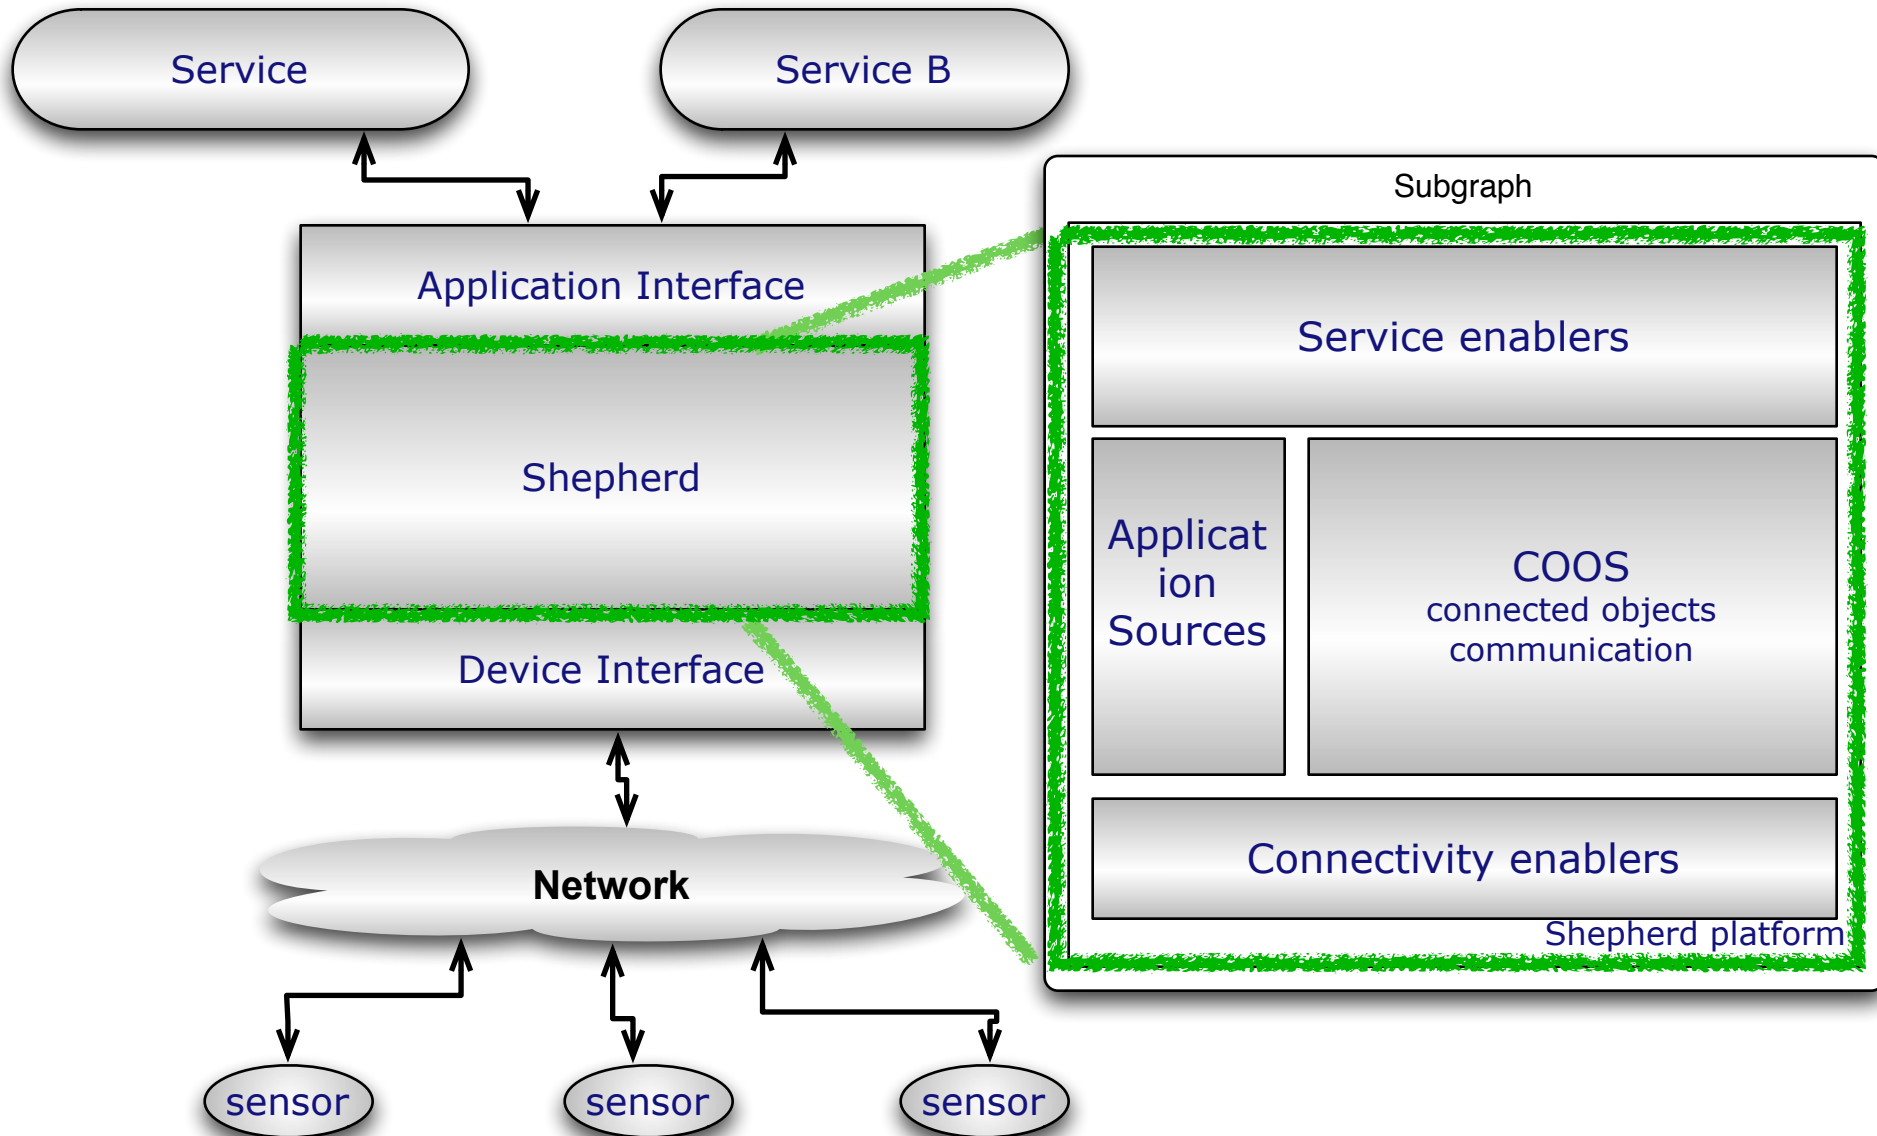 Service
Service B
Application Interface
Shepherd
Device Interface
Network
sensor
sensor
sensor
Subgraph
Service enablers
Applicat
ion
Sources
COOS
connected objects
communication
Connectivity enablers
Shepherd platform